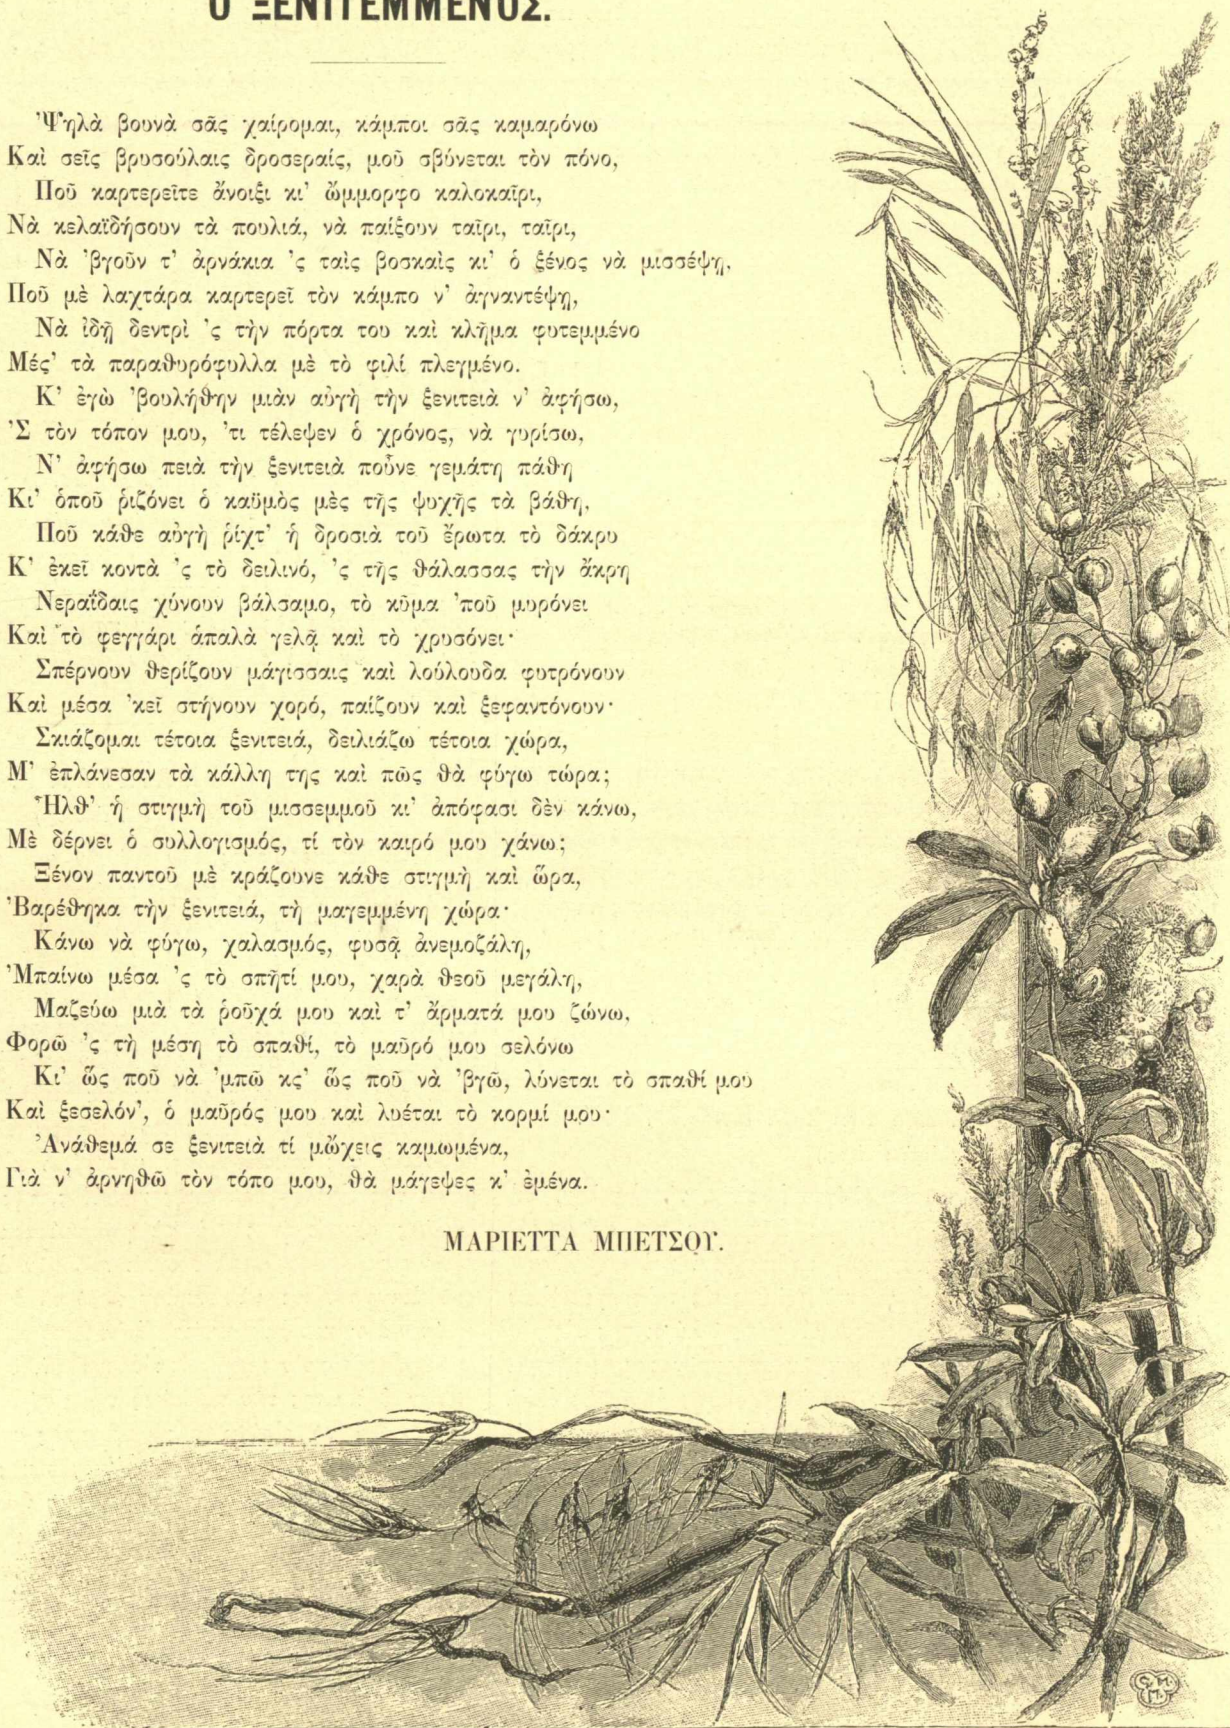 Ο ΞΕΝΙΤΕΜΜΕΝΟΣ.
Ψηλὰ βουνὰ σᾶς χαίρομαι, κάμποι σᾶς καμαρόνω
Καὶ σεῖς βρυσούλαις δροσεραίς, μοῦ σβύνεται τὸν πόνο,
Ποῦ καρτερεῖτε ἄνοιξι κι' ὤμμορφο καλοκαῖρι,
Νὰ κελαϊδήσουν τὰ πουλιά, νὰ παίξουν ταῖρι, ταῖρι,
Νὰ 'βγοῦν τ' ἀρνάκια 'ς ταὶς βοσκαὶς κι' ὁ ξένος νὰ μισσέψῃ,
Ποῦ μὲ λαχτάρα καρτερεῖ τὸν κάμπο ν' ἀγναντέψῃ,
Νὰ ἰδῇ δεντρὶ 'ς τὴν πόρτα του καὶ κλῆμα φυτεμμένο
Μές' τὰ παραθυρόφυλλα μὲ τὸ φιλί πλεγμένο.
Κ' ἐγὼ 'βουλήθην μιὰν αὐγὴ τὴν ξενιτειὰ ν' ἀφήσω,
'Σ τὸν τόπον μου, 'τι τέλεψεν ὁ χρόνος, νὰ γυρίσω,
Ν' ἀφήσω πειὰ τὴν ξενιτειὰ ποὖνε γεμάτη πάθη
Κι' ὁποῦ ῥιζόνει ὁ καϋμὸς μὲς τῆς ψυχῆς τὰ βάθη,
Ποῦ κάθε αὐγὴ ῥίχτ' ἡ δροσιὰ τοῦ ἔρωτα τὸ δάκρυ
Κ' ἐκεῖ κοντὰ 'ς τὸ δειλινό, 'ς τῆς θάλασσας τὴν ἄκρη
Νεραΐδαις χύνουν βάλσαμο, τὸ κῦμα 'ποῦ μυρόνει
Καὶ τὸ φεγγάρι ἁπαλὰ γελᾷ καὶ τὸ χρυσόνει·
Σπέρνουν θερίζουν μάγισσαις καὶ λούλουδα φυτρόνουν
Καὶ μέσα 'κεῖ στήνουν χορό, παίζουν καὶ ξεφαντόνουν·
Σκιάζομαι τέτοια ξενιτειά, δειλιάζω τέτοια χώρα,
Μ' ἐπλάνεσαν τὰ κάλλη της καὶ πῶς θὰ φύγω τώρα;
Ἦλθ' ἡ στιγμὴ τοῦ μισσεμμοῦ κι' ἀπόφασι δὲν κάνω,
Μὲ δέρνει ὁ συλλογισμός, τί τὸν καιρό μου χάνω;
Ξένον παντοῦ μὲ κράζουνε κάθε στιγμὴ καὶ ὥρα,
'Βαρέθηκα τὴν ξενιτειά, τὴ μαγεμμένη χώρα·
Κάνω νὰ φύγω, χαλασμός, φυσᾷ ἀνεμοζάλη,
'Μπαίνω μέσα 'ς τὸ σπῆτί μου, χαρὰ θεοῦ μεγάλη,
Μαζεύω μιὰ τὰ ῥοῦχά μου καὶ τ' ἄρματά μου ζώνω,
Φορῶ 'ς τὴ μέση τὸ σπαθί, τὸ μαῦρό μου σελόνω
Κι' ὥς ποῦ νὰ 'μπῶ κς' ὥς ποῦ νὰ 'βγῶ, λύνεται τὸ σπαθί μου
Καὶ ξεσελόν', ὁ μαῦρός μου καὶ λυέται τὸ κορμί μου·
Ἀνάθεμά σε ξενιτειὰ τί μὤχεις καμωμένα,
Γιὰ ν' ἀρνηθῶ τὸν τόπο μου, θὰ μάγεψες κ' ἐμένα.
ΜΑΡΙΕΤΤΑ ΜΠΕΤΣΟΥ.